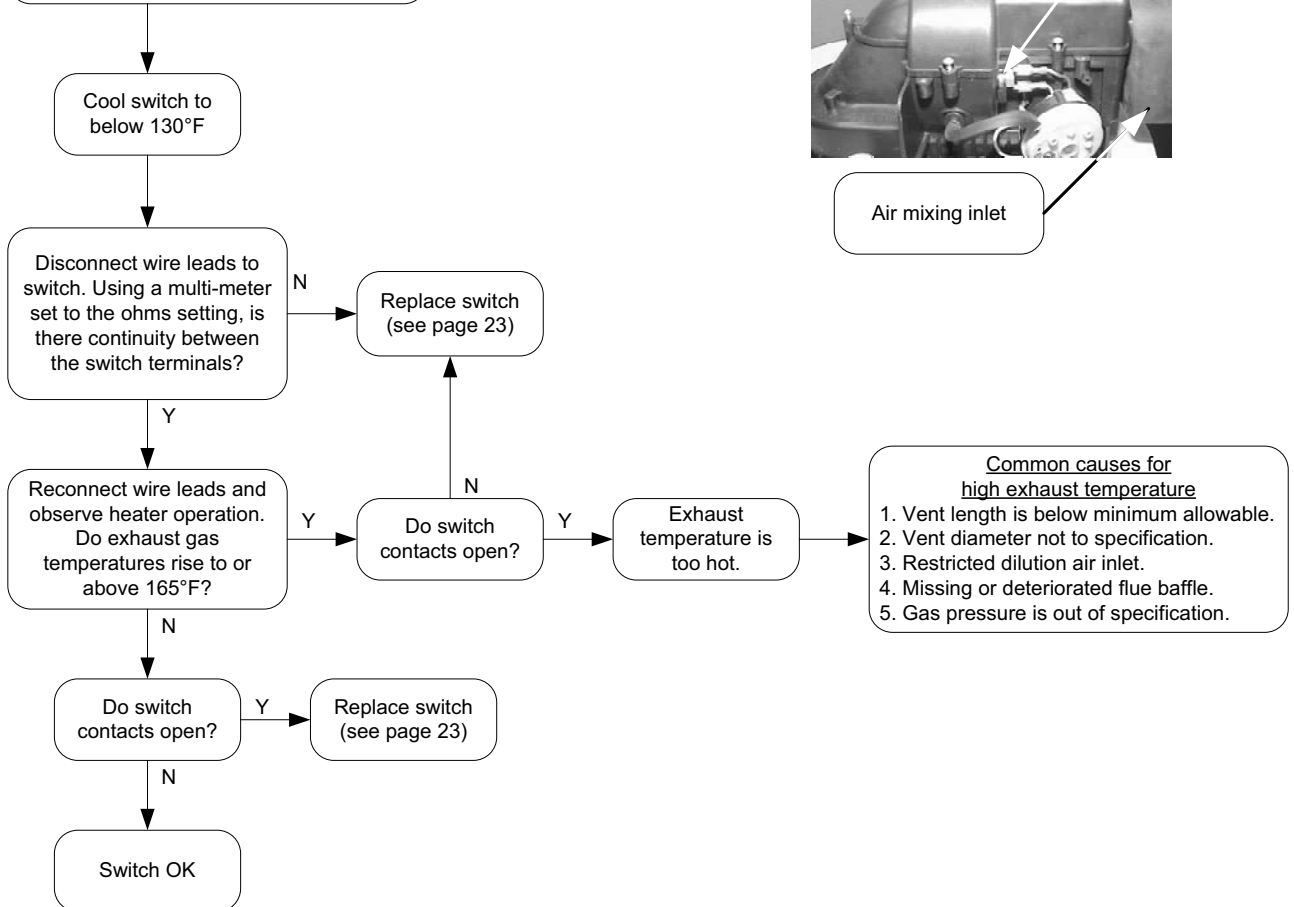 Cool switch to
below 130°F
Air mixing inlet
Disconnect wire leads to
switch. Using a multi-meter
set to the ohms setting, is
there continuity between
the switch terminals?
N
Replace switch
(see page 23)
Y
N
Reconnect wire leads and
observe heater operation.
Do exhaust gas
temperatures rise to or
above 165°F?
Y
Do switch
contacts open?
Y
Exhaust
temperature is
too hot.
Common causes for
high exhaust temperature
1. Vent length is below minimum allowable.
2. Vent diameter not to specification.
3. Restricted dilution air inlet.
4. Missing or deteriorated flue baffle.
5. Gas pressure is out of specification.
N
Do switch
contacts open?
Y
Replace switch
(see page 23)
N
Switch OK